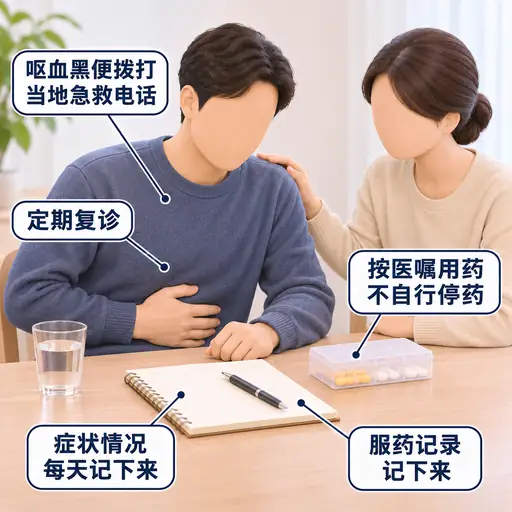 呕血黑便拨打
当地急救电话
定期复诊
按医嘱用药
不自行停药
症状情况
每天记下来
服药记录
记下来